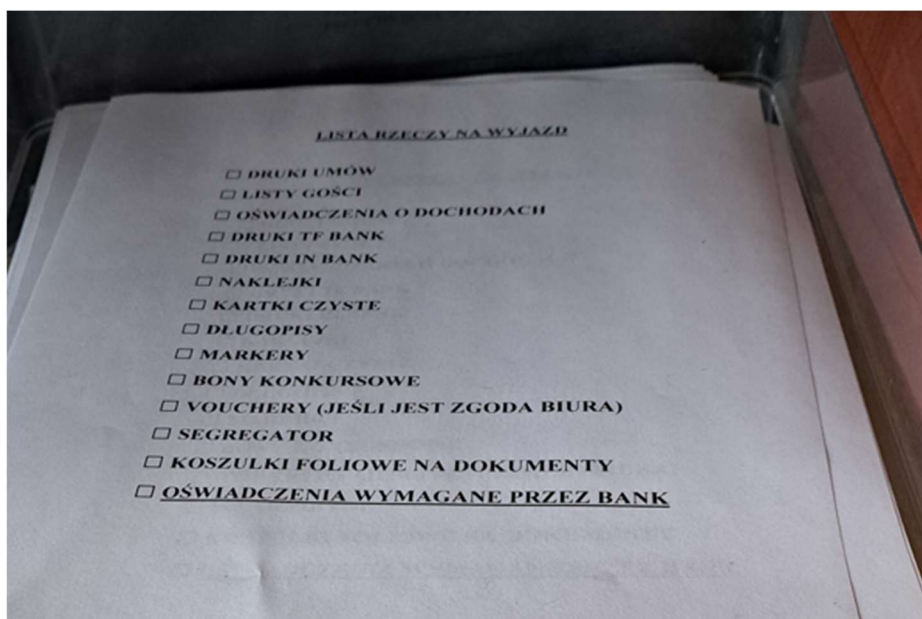 LISTA RZECZY NA WYJAZD
☐ DRUKI UMÓW
☐ LISTY GOŚCI
☐ OŚWIADCZENIA O DOCHODACH
☐ DRUKI TF BANK
☐ DRUKI IN BANK
☐ NAKLEJKI
☐ KARTKI CZYSTE
☐ DŁUGOPISY
☐ MARKERY
☐ BONY KONKURSOWE
☐ VOUCHERY (JEŚLI JEST ZGODA BIURA)
☐ SEGREGATOR
☐ KOSZULKI FOLIOWE NA DOKUMENTY
☐ OŚWIADCZENIA WYMAGANE PRZEZ BANK